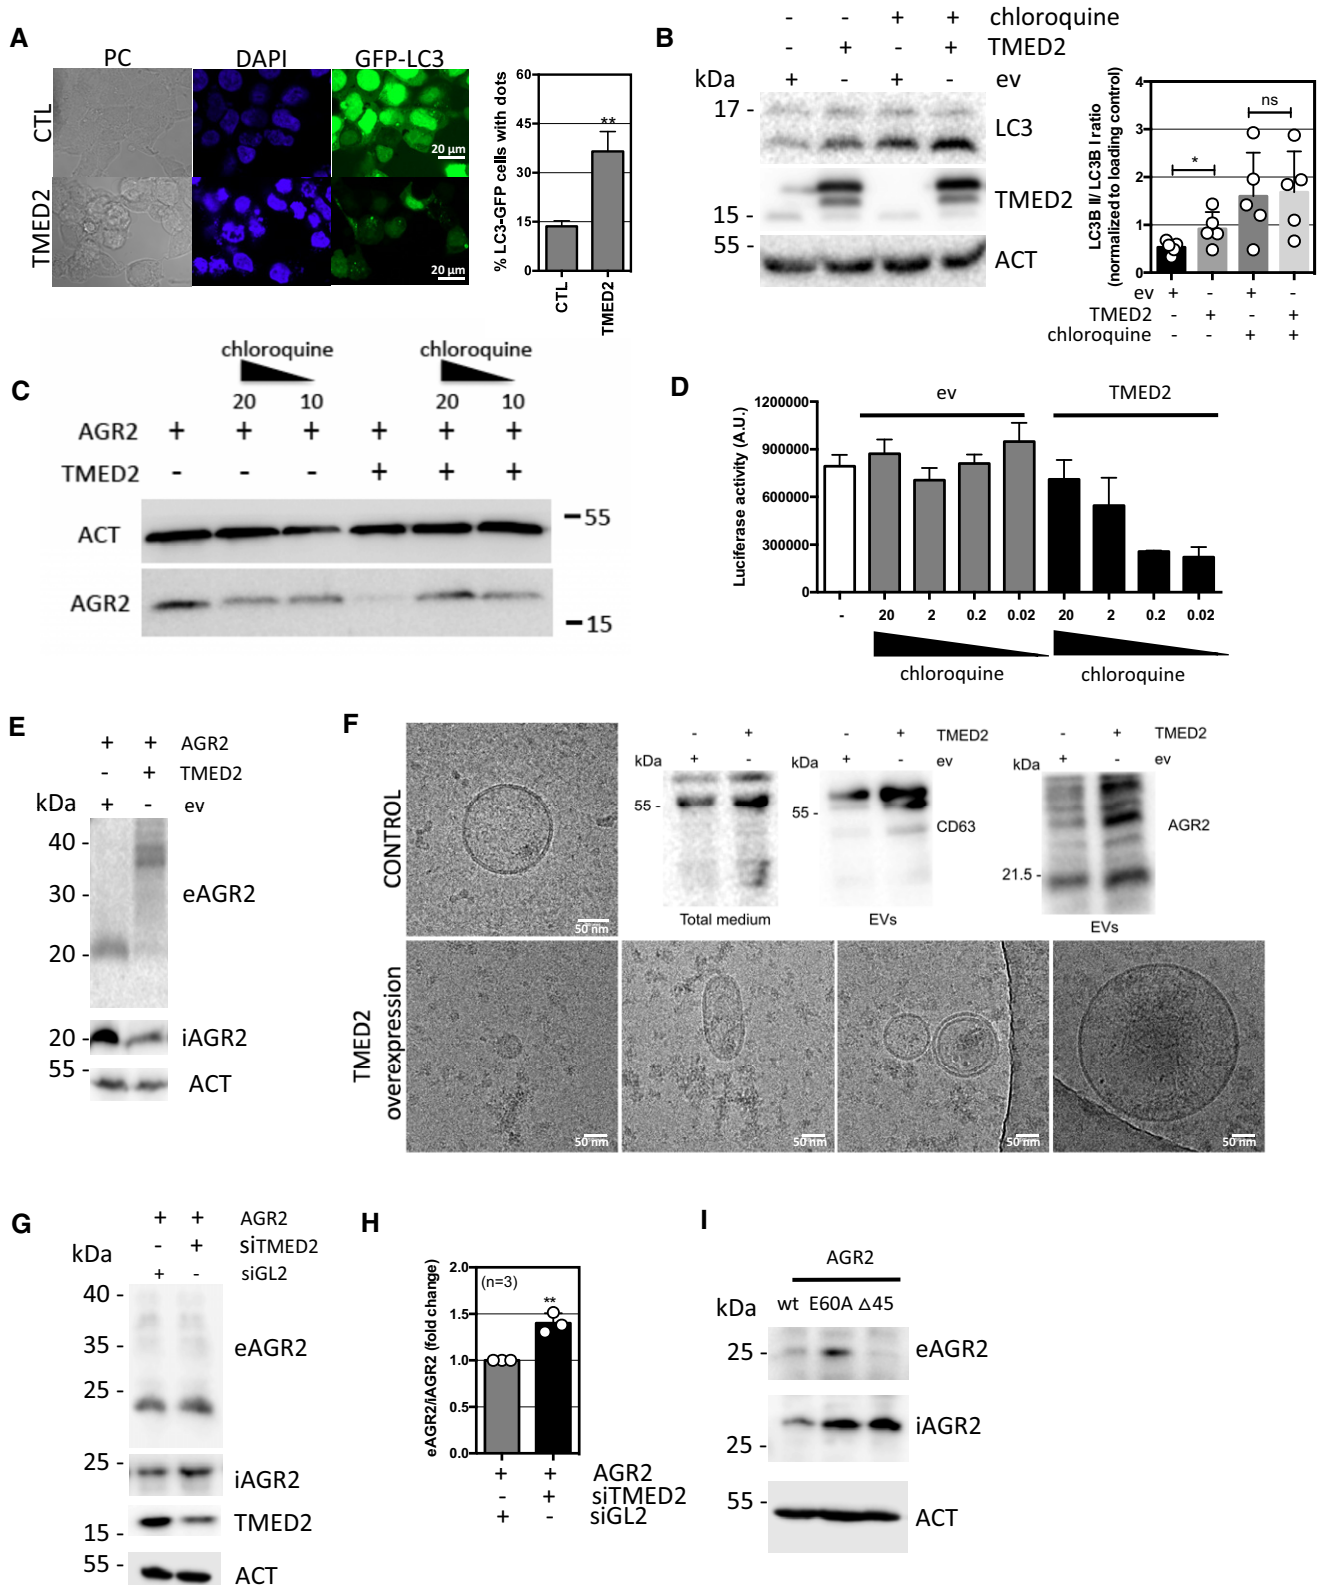 A
PC DAPI GFP-LC3
CTL
20 µm
TMED2
20 µm
% LC3-GFP cells with dots
60
45
30
15
0
**
CTL
TMED2
B
- - + + chloroquine
- + - + TMED2
kDa + - + - ev
17 -
LC3
TMED2
15 -
55 -
ACT
LC3B II/ LC3B I ratio
(normalized to loading control)
4
3
2
1
0
*
ns
ev + - + -
TMED2 - + - +
chloroquine - - + +
C
chloroquine chloroquine
20 10 20 10
AGR2 + + + + + +
TMED2 - - - + + +
ACT
55
AGR2
15
D
ev TMED2
Luciferase activity (A.U.)
1200000
900000
600000
300000
0
- 20 2 0.2 0.02 20 2 0.2 0.02
chloroquine chloroquine
E
+ + AGR2
- + TMED2
kDa + - ev
40 -
30 -
eAGR2
20 -
20 - iAGR2
55 -
ACT
F
CONTROL
50 nm
- +
kDa + -
55 -
Total medium
- + TMED2
kDa + - ev
55 -
CD63
EVs
- + TMED2
kDa + - ev
AGR2
21.5 -
EVs
TMED2
overexpression
50 nm
50 nm
50 nm
50 nm
G
+ + AGR2
- + siTMED2
kDa
+ - siGL2
40 -
35 -
eAGR2
25 -
25 -
iAGR2
TMED2
15 -
55 -
ACT
H
eAGR2/iAGR2 (fold change)
2.0
1.5
1.0
0.5
0.0
(n=3)
**
+ + AGR2
- + siTMED2
+ - siGL2
I
AGR2
kDa wt E60A Δ45
25 - eAGR2
iAGR2
25 -
55 -
ACT